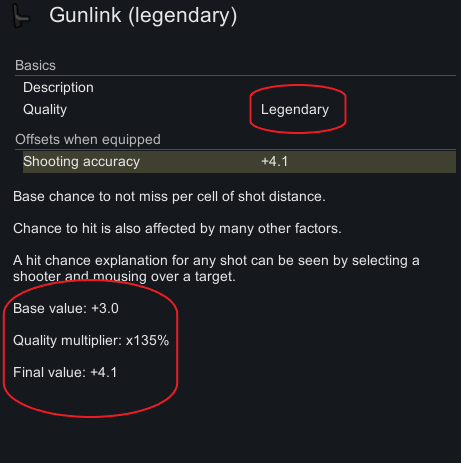 Gunlink (legendary)
Basics
Description
Quality Legendary
Offsets when equipped
Shooting accuracy +4.1
Base chance to not miss per cell of shot distance.
Chance to hit is also affected by many other factors.
A hit chance explanation for any shot can be seen by selecting a
shooter and mousing over a target.
Base value: +3.0
Quality multiplier: x135%
Final value: +4.1